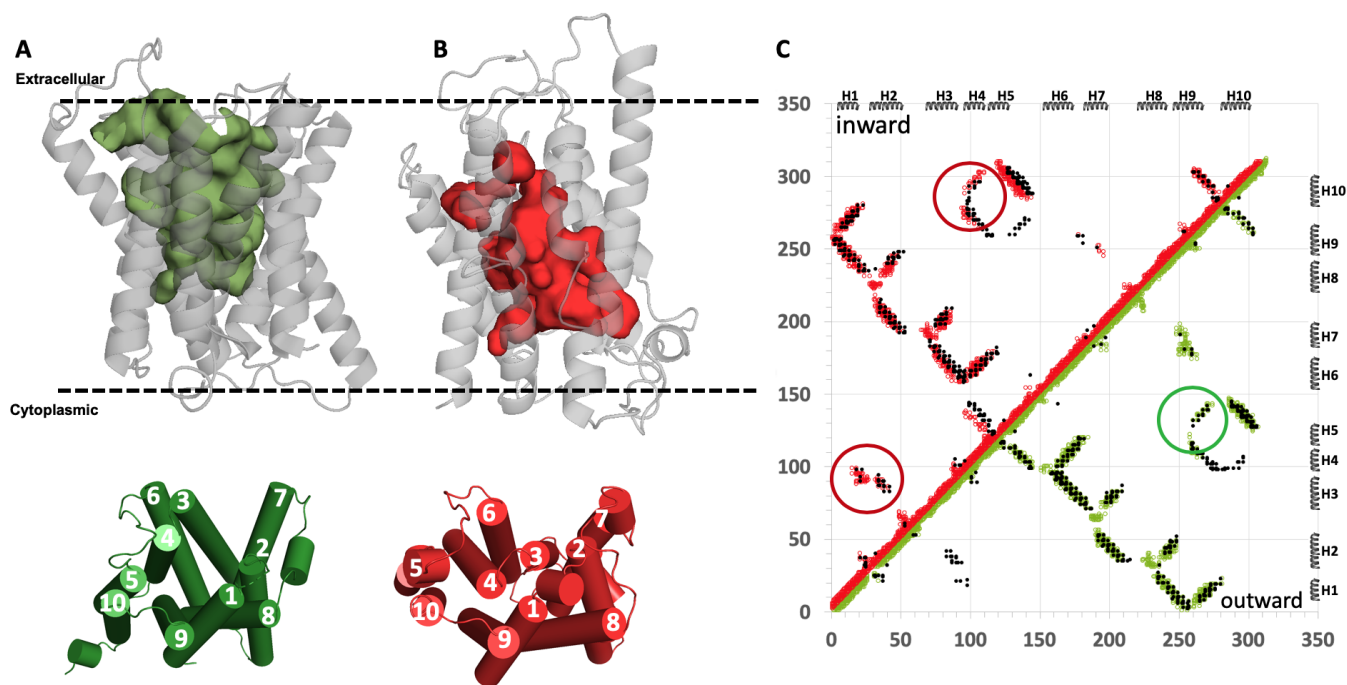 A
B
C
Extracellular
Cytoplasmic
6
3
7
4
2
5
10
1
8
9
6
7
3
2
5
4
10
1
9
8
H1 H2 H3 H4 H5 H6 H7 H8 H9 H10
inward
350
300
250
200
150
100
50
0
H10
H9
H8
H7
H6
H5
H4
H3
H2
H1
outward
0 50 100 150 200 250 300 350